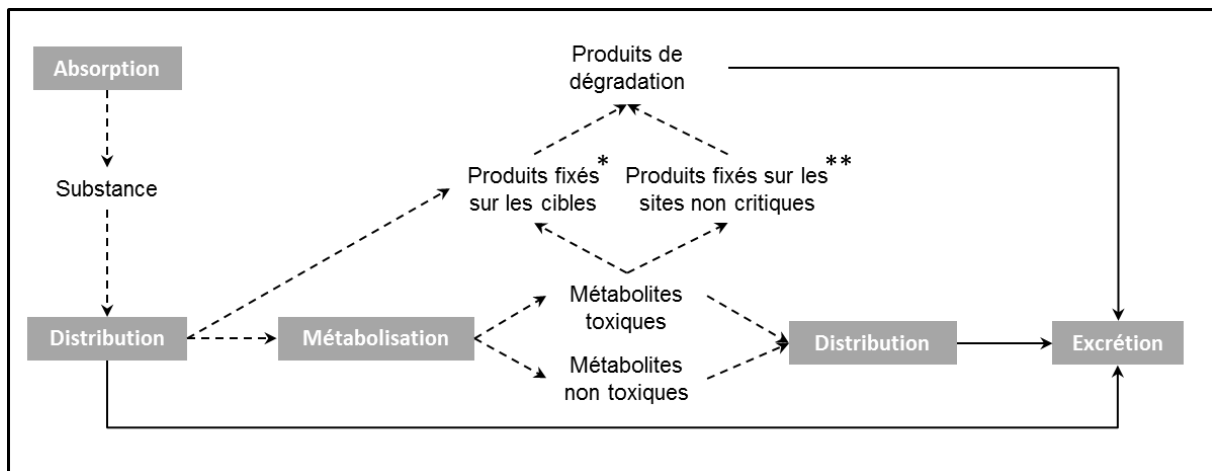 Absorption
Produits de
dégradation
Substance
Produits fixés*
sur les cibles
Produits fixés sur les**
sites non critiques
Distribution
Métabolisation
Métabolites
toxiques
Métabolites
non toxiques
Distribution
Excrétion